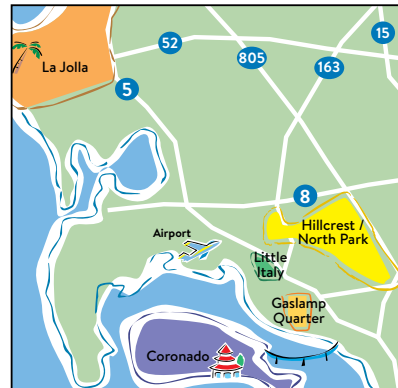 15
52
La Jolla
805
163
5
8
Hillcrest /
North Park
Airport
Little
Italy
Gaslamp
Quarter
Coronado